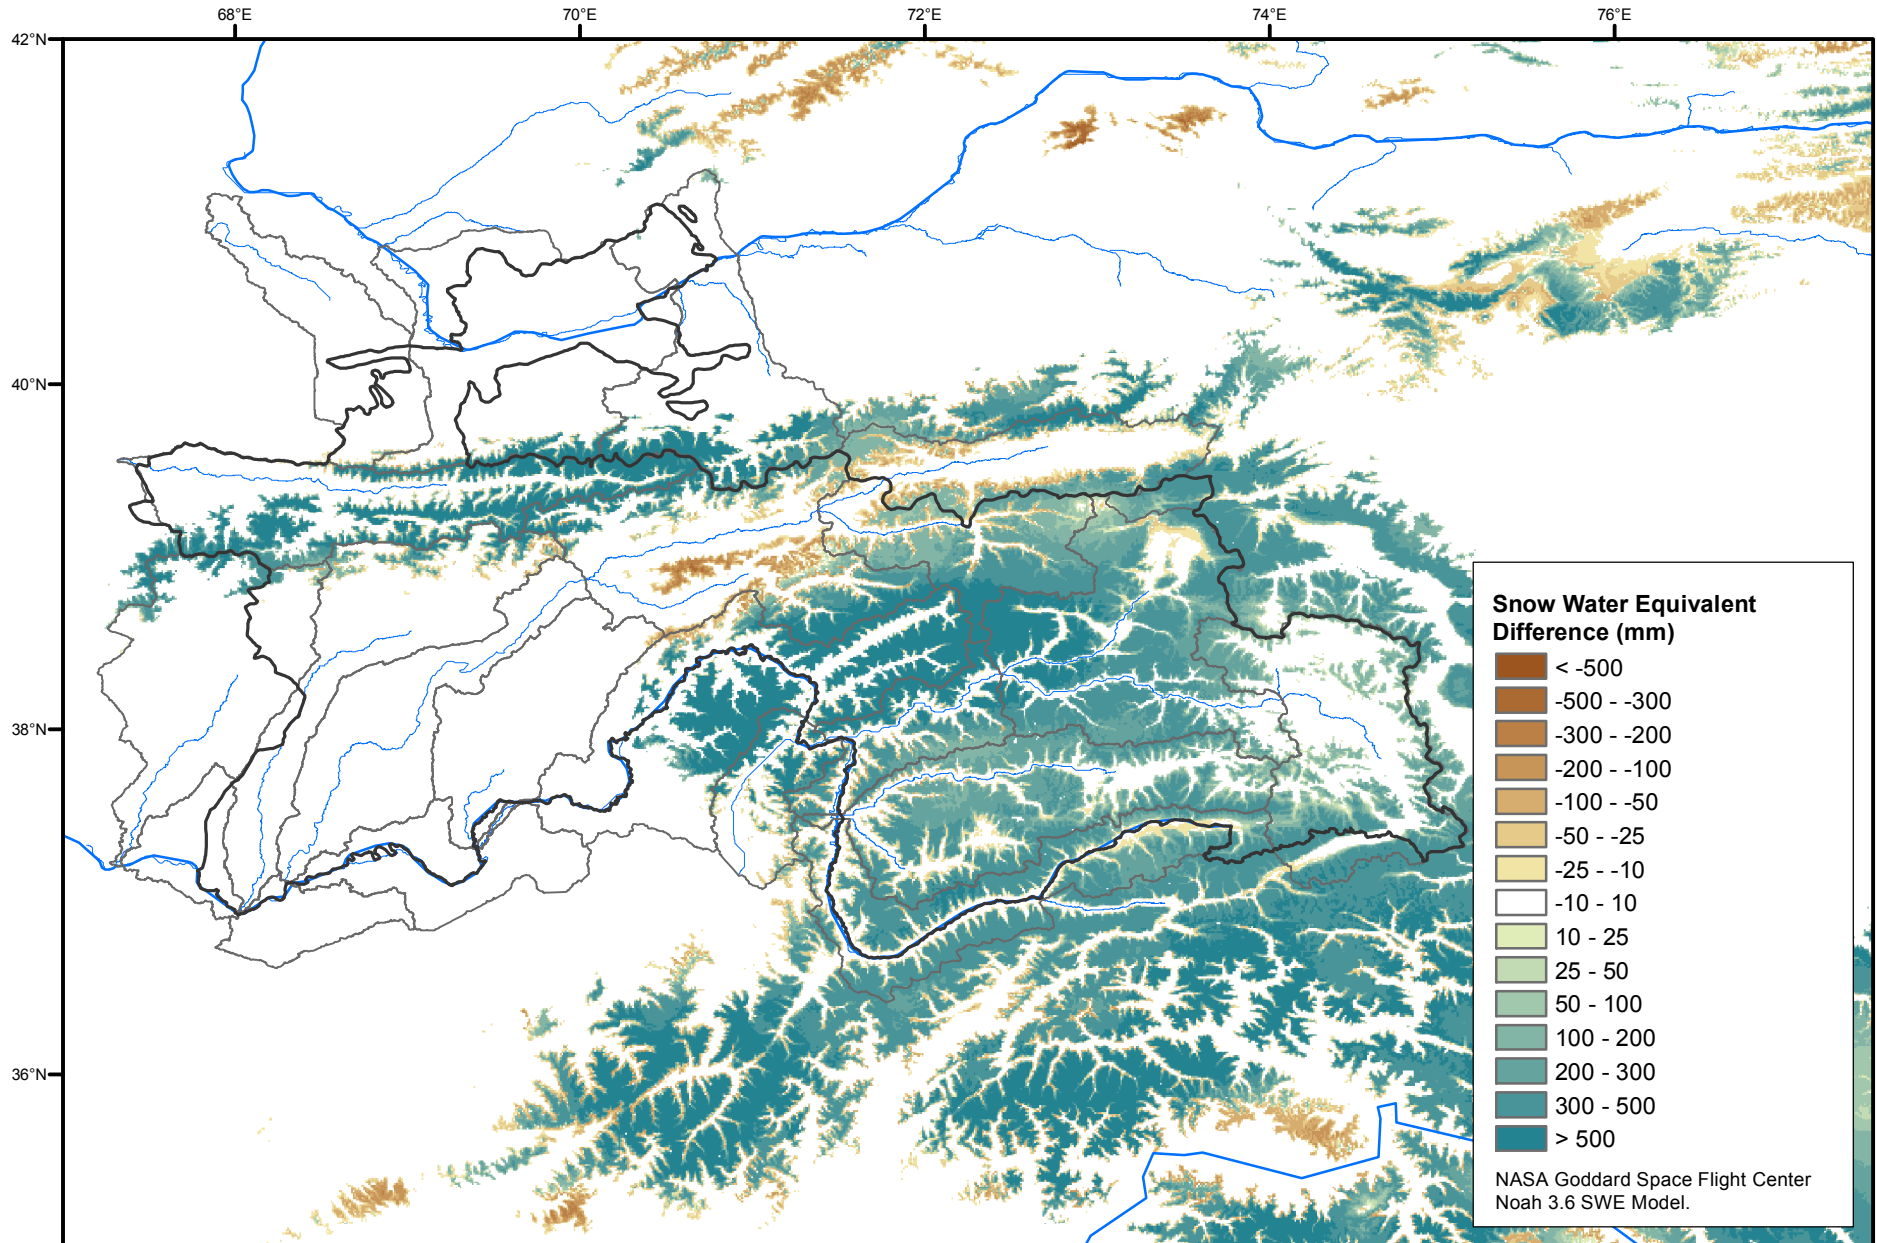 68°E 70°E 72°E 74°E 76°E
42°N
40°N
38°N
36°N
Snow Water Equivalent
Difference (mm)
< -500
-500 - -300
-300 - -200
-200 - -100
-100 - -50
-50 - -25
-25 - -10
-10 - 10
10 - 25
25 - 50
50 - 100
100 - 200
200 - 300
300 - 500
> 500
NASA Goddard Space Flight Center
Noah 3.6 SWE Model.